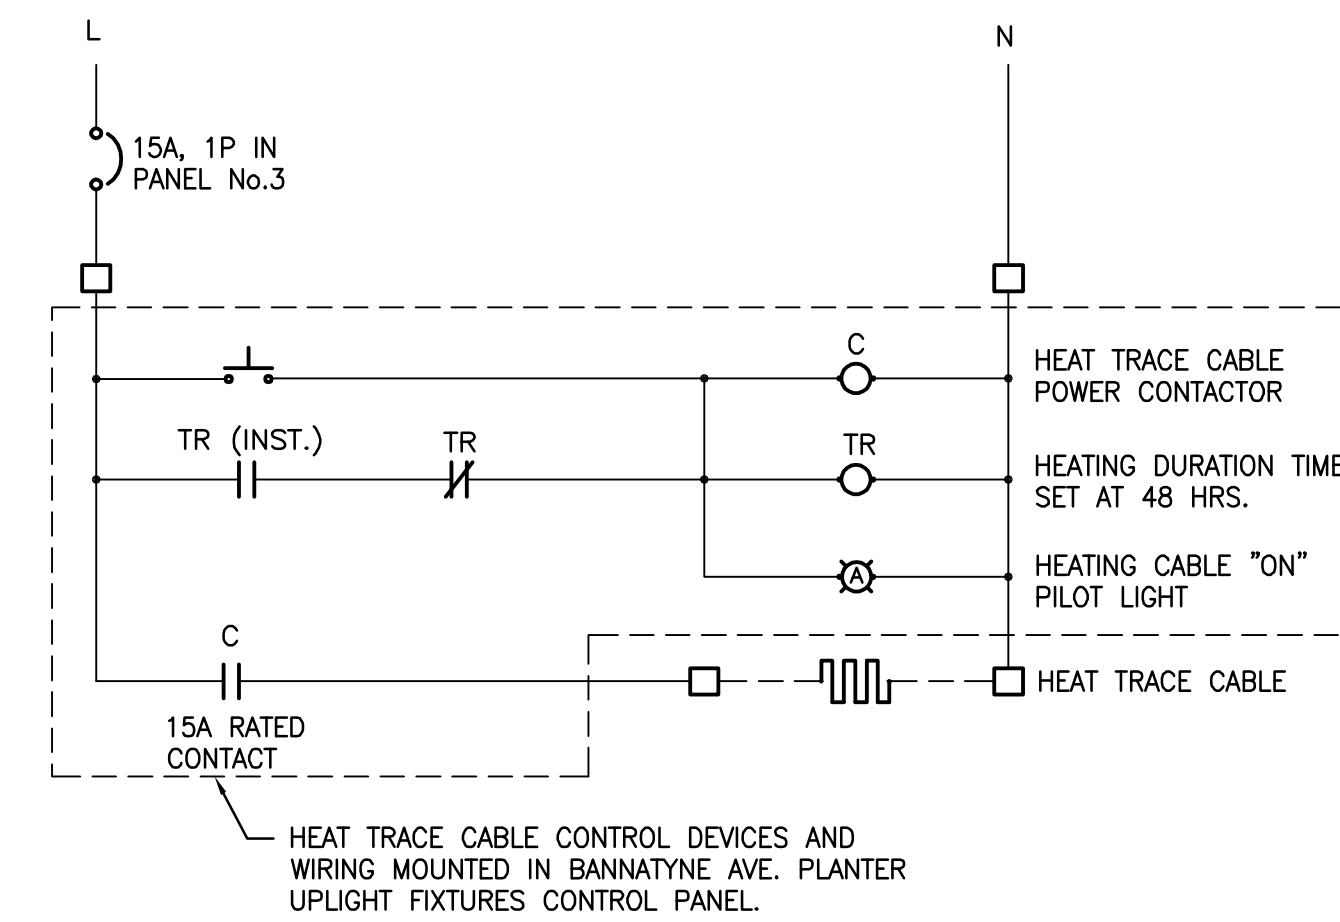 L
N
15A, 1P IN
PANEL No.3
C
HEAT TRACE CABLE
POWER CONTACTOR
TR (INST.)
TR
TR
HEATING DURATION TIME
SET AT 48 HRS.
HEATING CABLE "ON"
PILOT LIGHT
A
C
HEAT TRACE CABLE
15A RATED
CONTACT
HEAT TRACE CABLE CONTROL DEVICES AND
WIRING MOUNTED IN BANNATYNE AVE. PLANTER
UPLIGHT FIXTURES CONTROL PANEL.